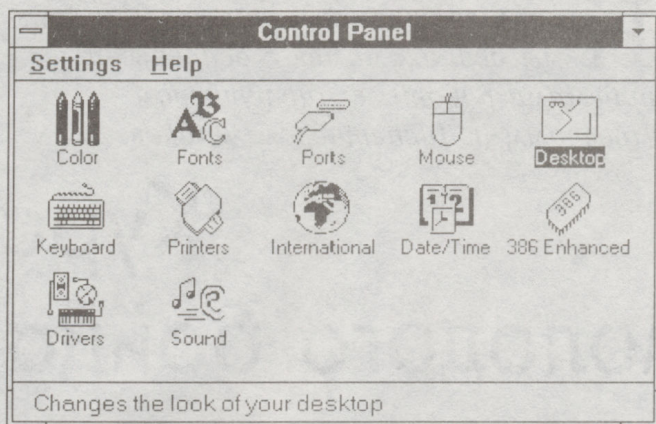 Control Panel
Settings Help
Color Fonts Ports Mouse Desktop
Keyboard Printers International Date/Time 386 Enhanced
Drivers Sound
Changes the look of your desktop